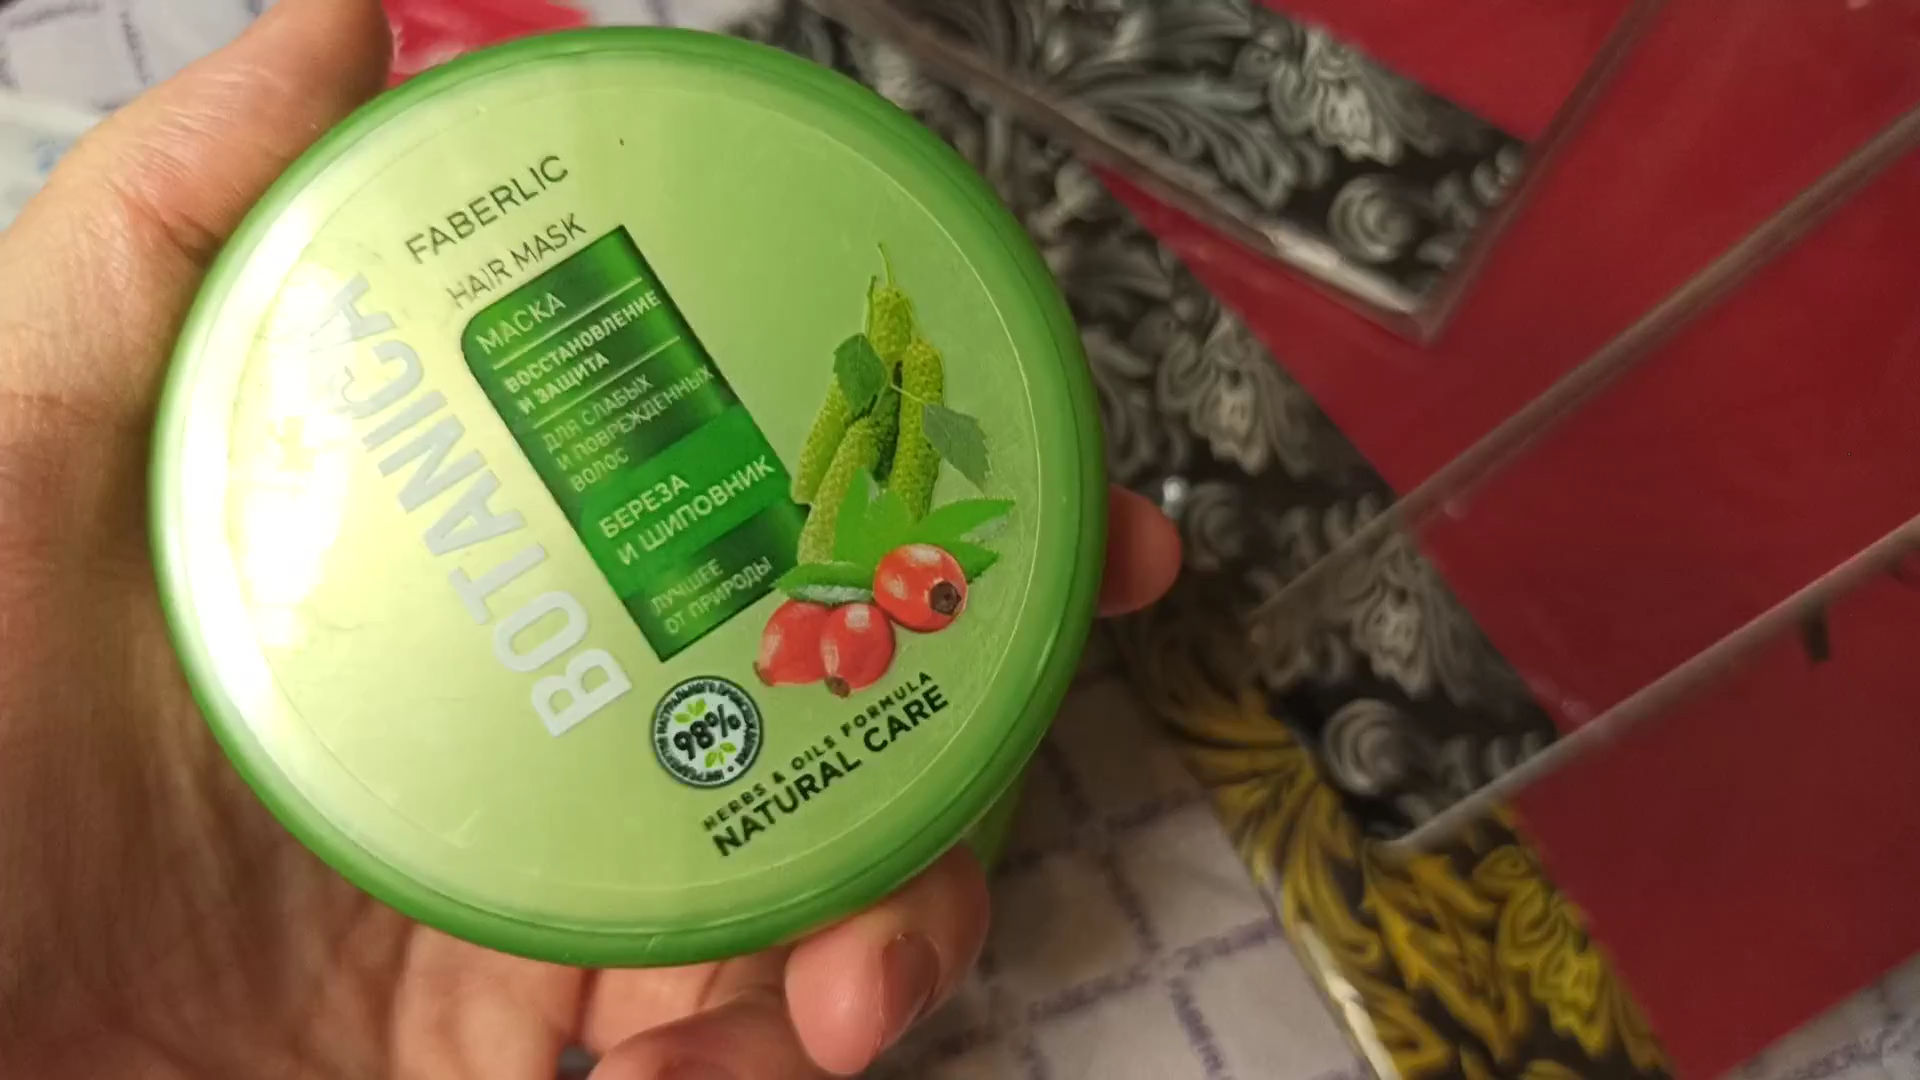 FABERLIC
HAIR MASK
BOTANICA
МАСКА
ВОССТАНОВЛЕНИЕ
И ЗАЩИТА
ДЛЯ СЛАБЫХ
И ПОВРЕЖДЕННЫХ
ВОЛОС
БЕРЕЗА
И ШИПОВНИК
ЛУЧШЕЕ
ОТ ПРИРОДЫ
98%
HERBS & OILS FORMULA
NATURAL CARE